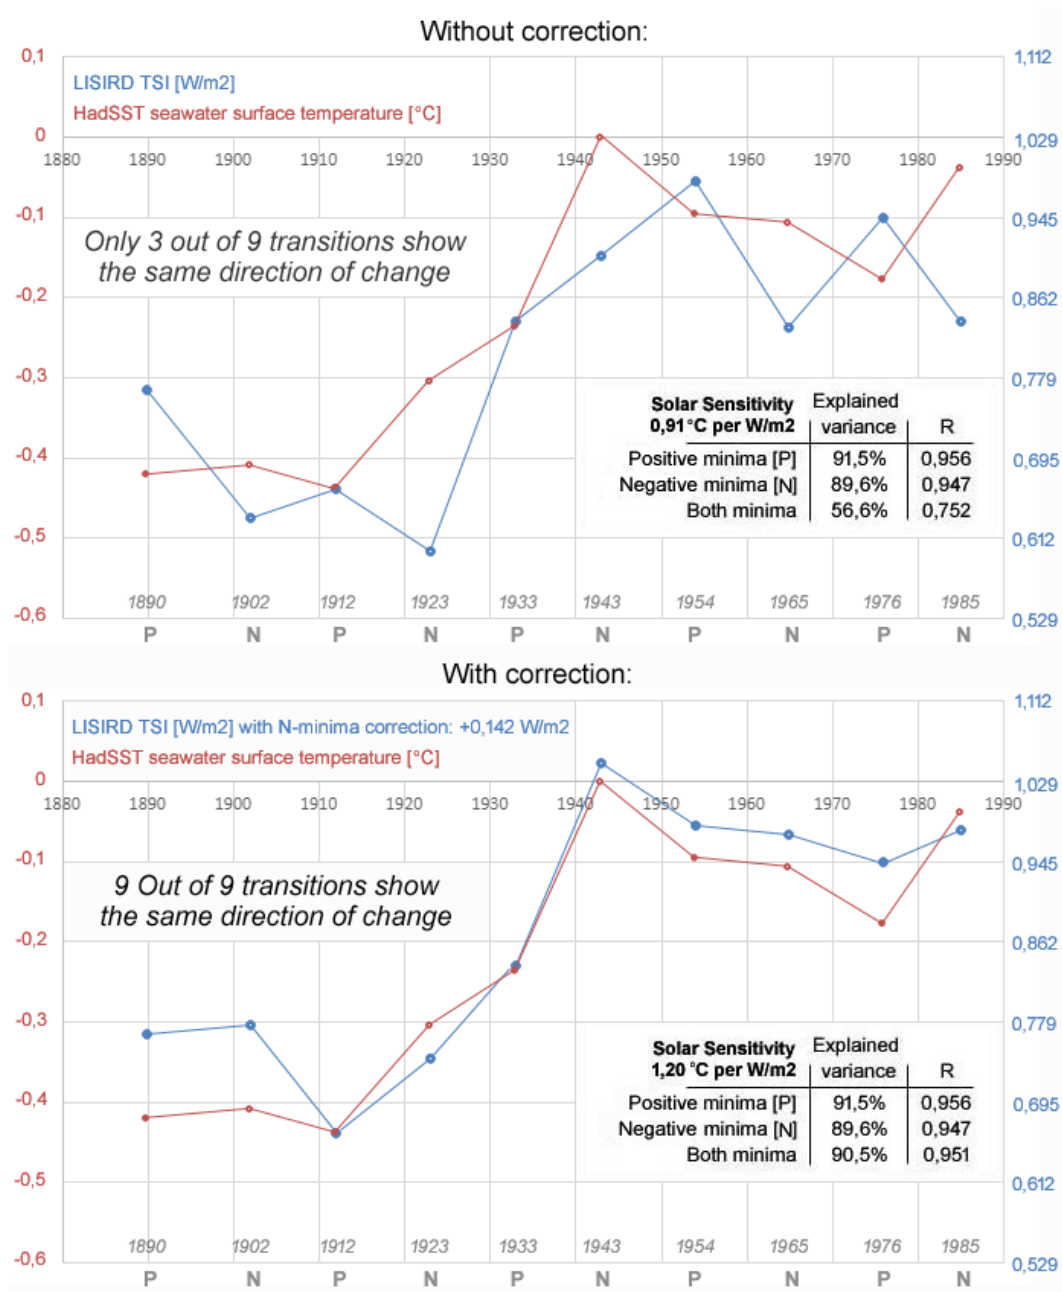 Without correction:
0,1
1,112
LISIRD TSI [W/m2]
HadSST seawater surface temperature [°C]
0
1,029
1880 1890 1900 1910 1920 1930 1940 1950 1960 1970 1980 1990
-0,1
0,945
Only 3 out of 9 transitions show
the same direction of change
-0,2
0,862
-0,3
0,779
Solar Sensitivity Explained
0,91°C per W/m2 variance R
Positive minima [P] 91,5% 0,956
Negative minima [N] 89,6% 0,947
Both minima 56,6% 0,752
-0,4
0,695
-0,5
0,612
1890 1902 1912 1923 1933 1943 1954 1965 1976 1985
-0,6
0,529
P N P N P N P N P N
With correction:
0,1
1,112
LISIRD TSI [W/m2] with N-minima correction: +0,142 W/m2
HadSST seawater surface temperature [°C]
0
1,029
1880 1890 1900 1910 1920 1930 1940 1950 1960 1970 1980 1990
-0,1
0,945
9 Out of 9 transitions show
the same direction of change
-0,2
0,862
-0,3
0,779
Solar Sensitivity Explained
1,20 °C per W/m2 variance R
Positive minima [P] 91,5% 0,956
Negative minima [N] 89,6% 0,947
Both minima 90,5% 0,951
-0,4
0,695
-0,5
0,612
1890 1902 1912 1923 1933 1943 1954 1965 1976 1985
-0,6
0,529
P N P N P N P N P N